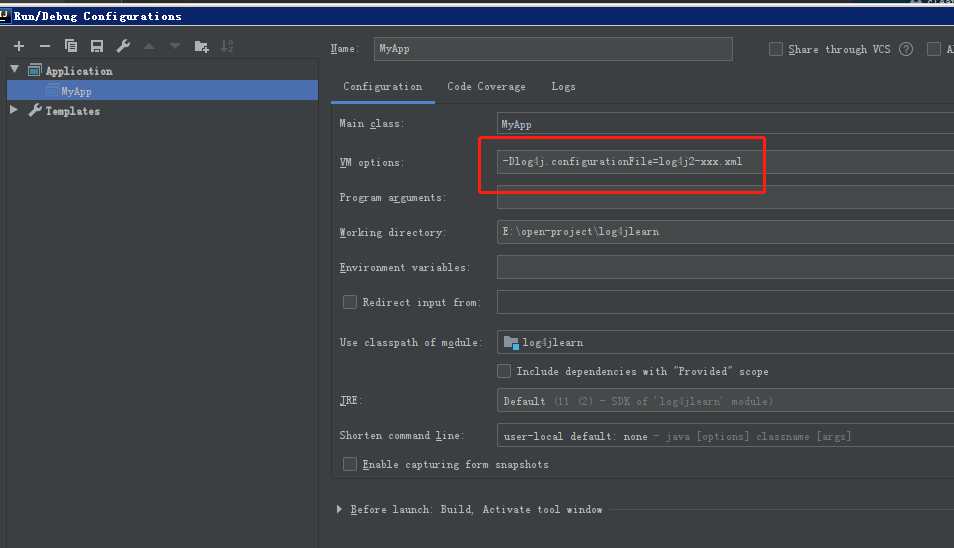 Run/Debug Configurations
Name: MyApp
Share through VCS
Application
MyApp
Templates
Configuration Code Coverage Logs
Main class: MyApp
VM options: -Dlog4j.configurationFile=log4j2-xxx.xml
Program arguments:
Working directory: E:\open-project\log4jlearn
Environment variables:
Redirect input from:
Use classpath of module: log4jlearn
Include dependencies with "Provided" scope
JRE: Default (11 (2) - SDK of 'log4jlearn' module)
Shorten command line: user-local default: none - java [options] classname [args]
Enable capturing form snapshots
Before launch: Build, Activate tool window